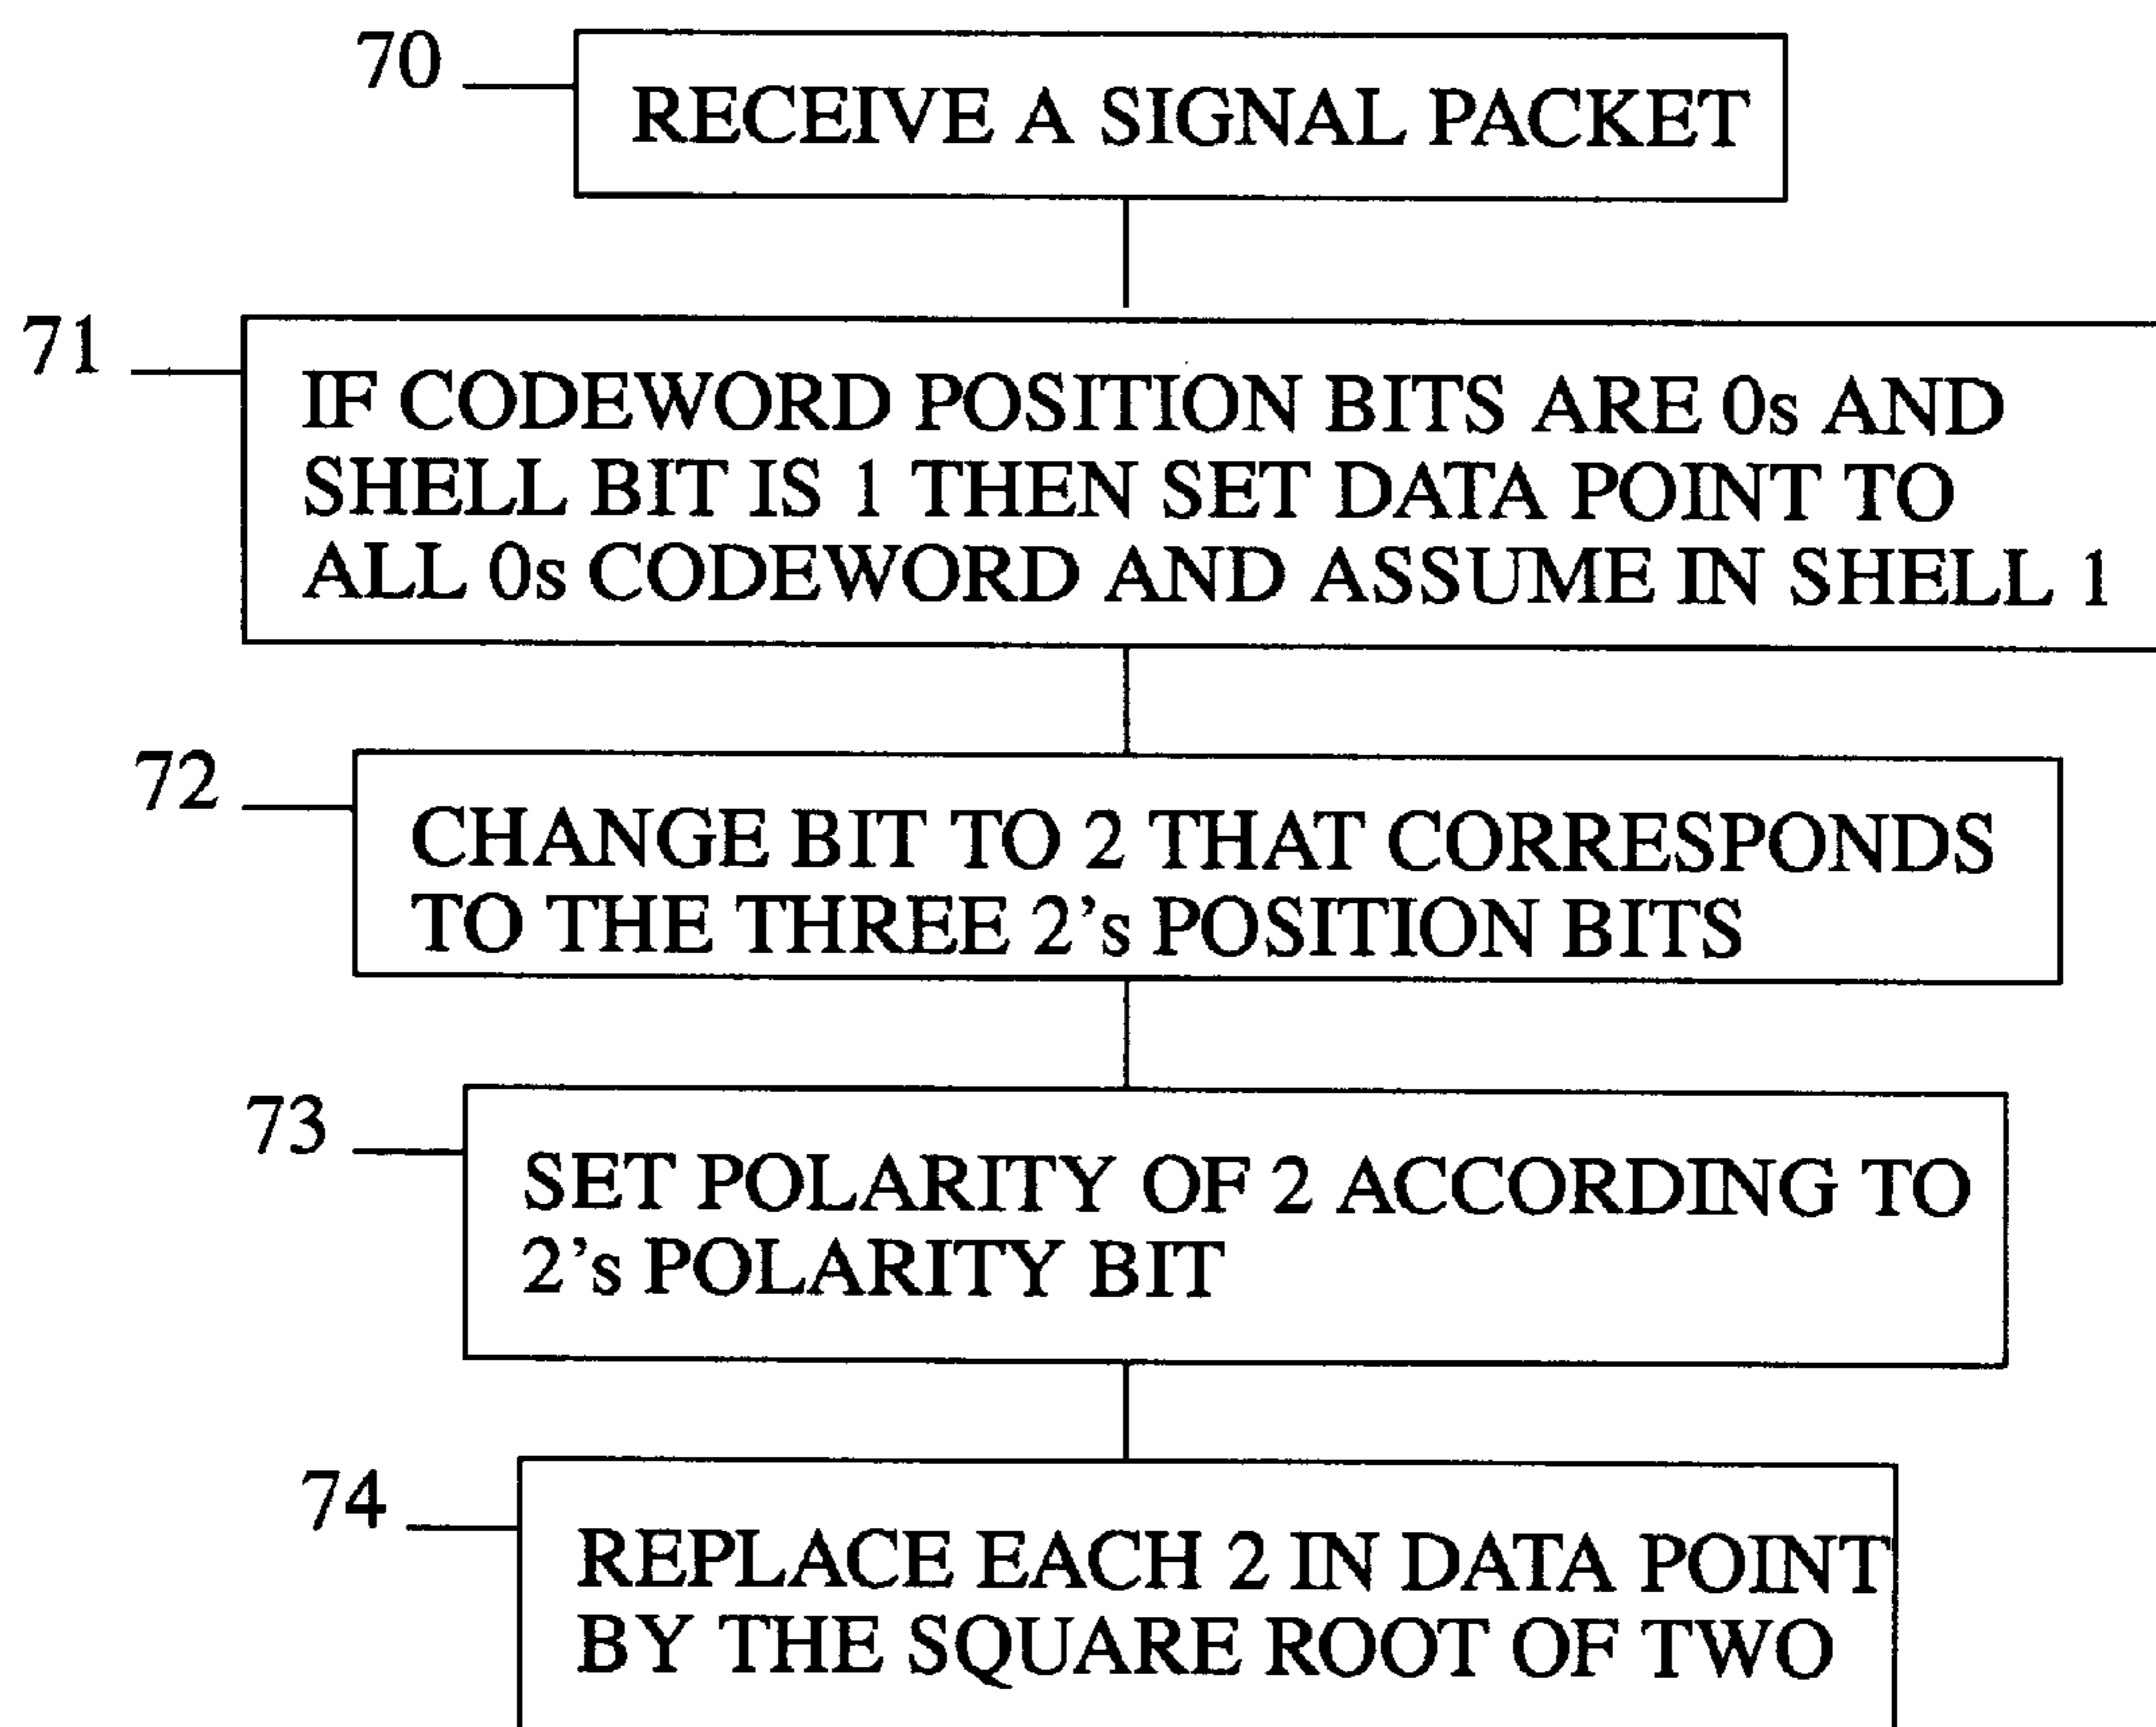 70
RECEIVE A SIGNAL PACKET
71
IF CODEWORD POSITION BITS ARE 0s AND
SHELL BIT IS 1 THEN SET DATA POINT TO
ALL 0s CODEWORD AND ASSUME IN SHELL 1
72
CHANGE BIT TO 2 THAT CORRESPONDS
TO THE THREE 2's POSITION BITS
73
SET POLARITY OF 2 ACCORDING TO
2's POLARITY BIT
74
REPLACE EACH 2 IN DATA POINT
BY THE SQUARE ROOT OF TWO